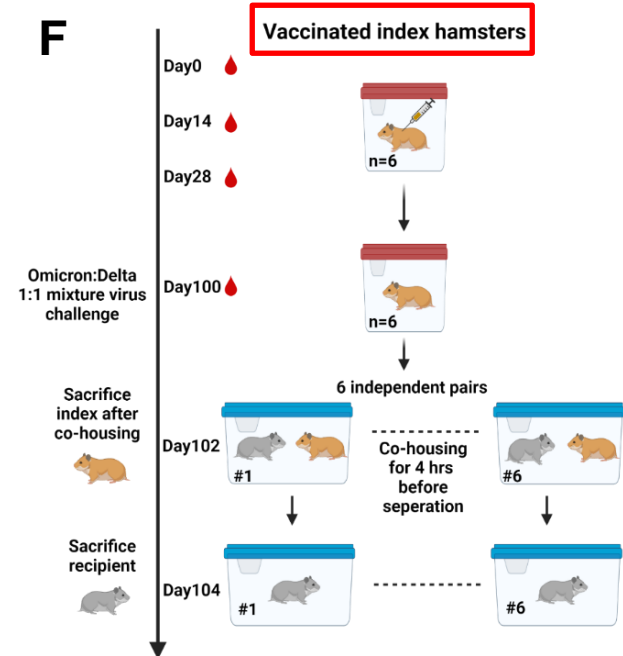 F
Vaccinated index hamsters
Day0
Day14
Day28
n=6
Omicron:Delta
1:1 mixture virus
challenge
Day100
n=6
6 independent pairs
Sacrifice
index after
co-housing
Day102
#1
Co-housing
for 4 hrs
before
seperation
#6
Sacrifice
recipient
Day104
#1
#6